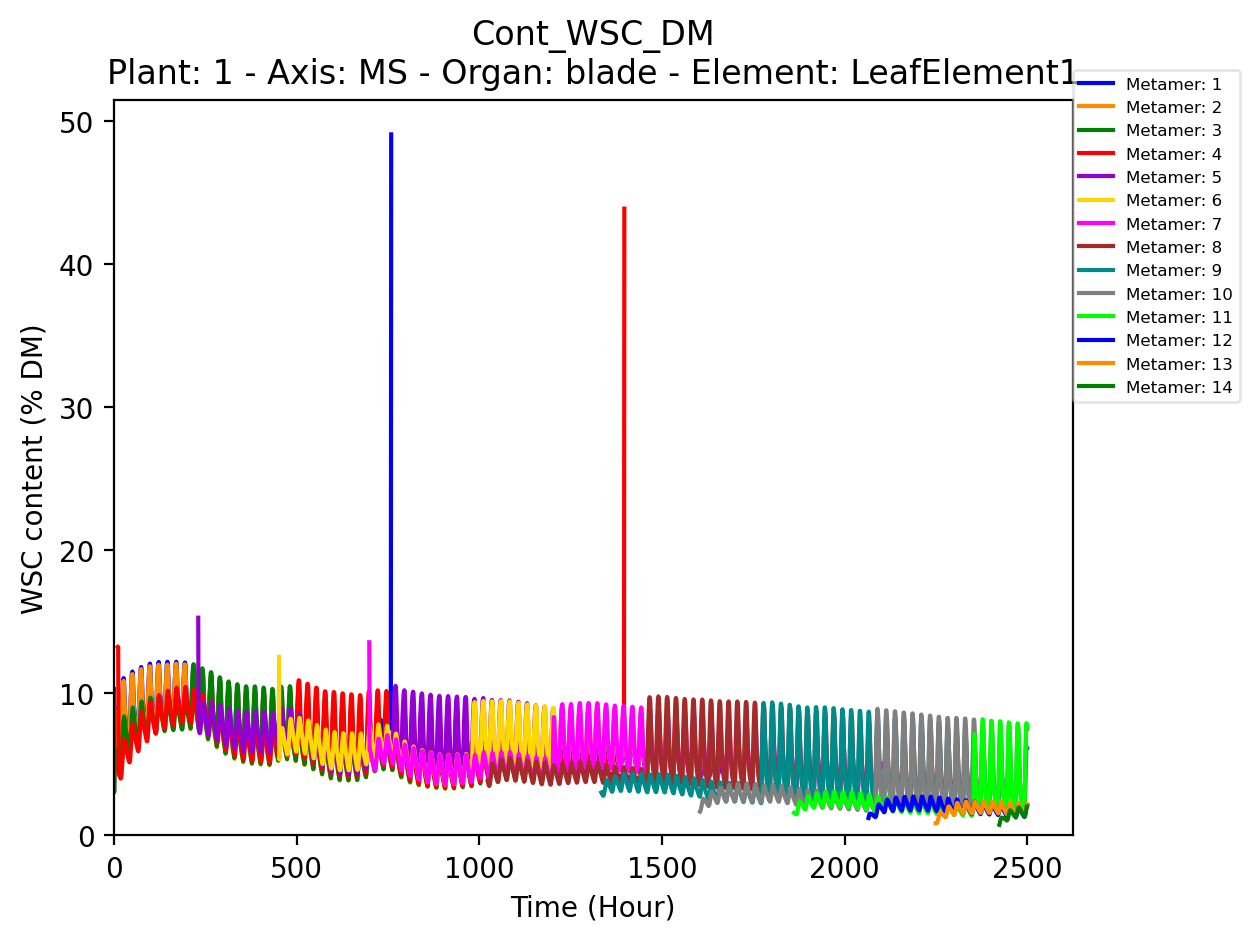 Cont_WSC_DM
Plant: 1 - Axis: MS - Organ: blade - Element: LeafElement1
Metamer: 1
Metamer: 2
Metamer: 3
Metamer: 4
Metamer: 5
Metamer: 6
Metamer: 7
Metamer: 8
Metamer: 9
Metamer: 10
Metamer: 11
Metamer: 12
Metamer: 13
Metamer: 14
WSC content (% DM)
50
40
30
20
10
0
0 500 1000 1500 2000 2500
Time (Hour)